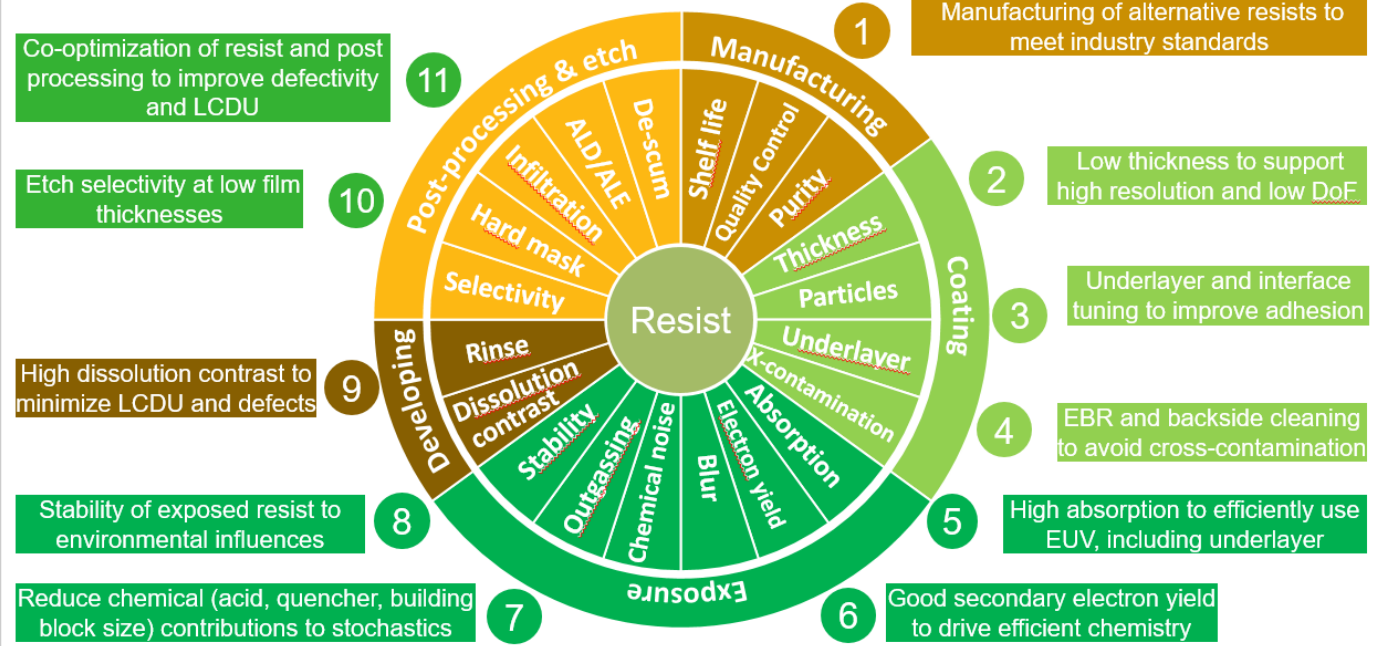 Manufacturing of alternative resists to
meet industry standards
1
Low thickness to support
high resolution and low DoF
2
Underlayer and interface
tuning to improve adhesion
3
EBR and backside cleaning
to avoid cross-contamination
4
High absorption to efficiently use
EUV, including underlayer
5
Good secondary electron yield
to drive efficient chemistry
6
Reduce chemical (acid, quencher, building
block size) contributions to stochastics
7
Stability of exposed resist to
environmental influences
8
High dissolution contrast to
minimize LCDU and defects
9
Etch selectivity at low film
thicknesses
10
Co-optimization of resist and post
processing to improve defectivity
and LCDU
11
Manufacturing
Shelf life
Quality Control
Purity
Coating
Thickness
Particles
Underlayer
X-contamination
Exposure
Absorption
Electron yield
Blur
Chemical noise
Outgassing
Stability
Developing
Dissolution
contrast
Rinse
Post-processing & etch
Selectivity
Hard mask
Infiltration
ALD/ALE
De-scum
Resist